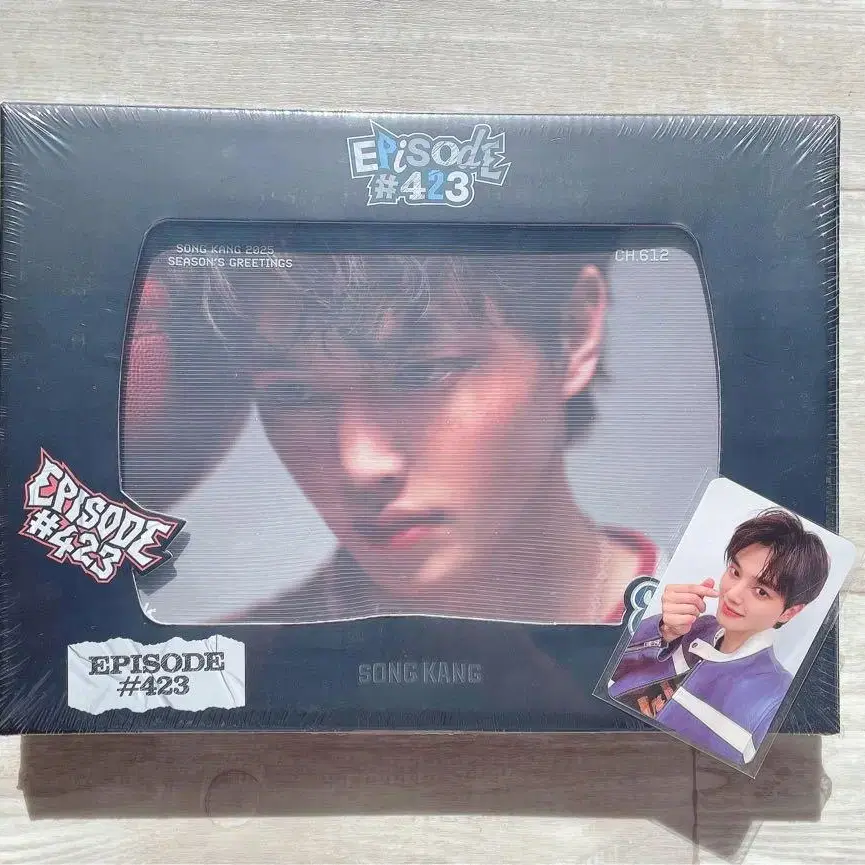 EPiSOdE
#423
SONG KANG 2025
SEASON'S GREETINGS
CH.612
EPISODE
#423
EPISODE
#423
SONG KANG